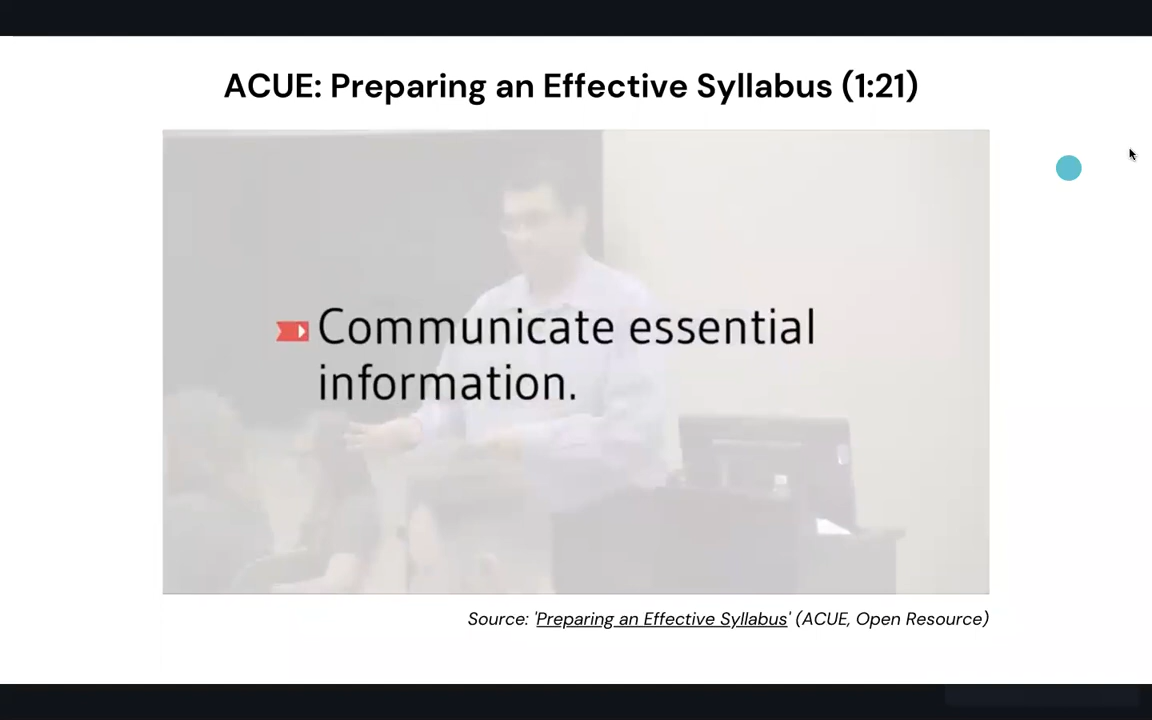 ACUE: Preparing an Effective Syllabus (1:21)
Communicate essential
information.
Source: 'Preparing an Effective Syllabus' (ACUE, Open Resource)